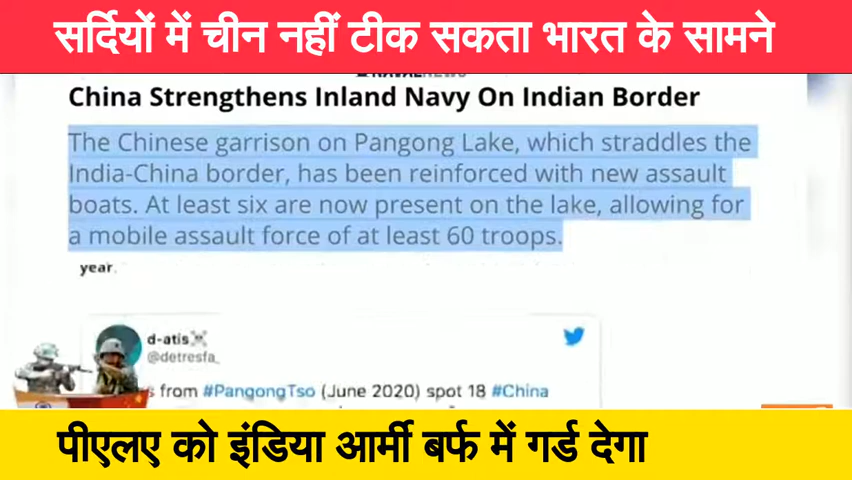 सर्दियों में चीन नहीं टीक सकता भारत के सामने
China Strengthens Inland Navy On Indian Border
The Chinese garrison on Pangong Lake, which straddles the
India-China border, has been reinforced with new assault
boats. At least six are now present on the lake, allowing for
a mobile assault force of at least 60 troops.
year.
d-atis
@detresfa_
from #PangongTso (June 2020) spot 18 #China
पीएलए को इंडिया आर्मी बर्फ में गर्ड देगा